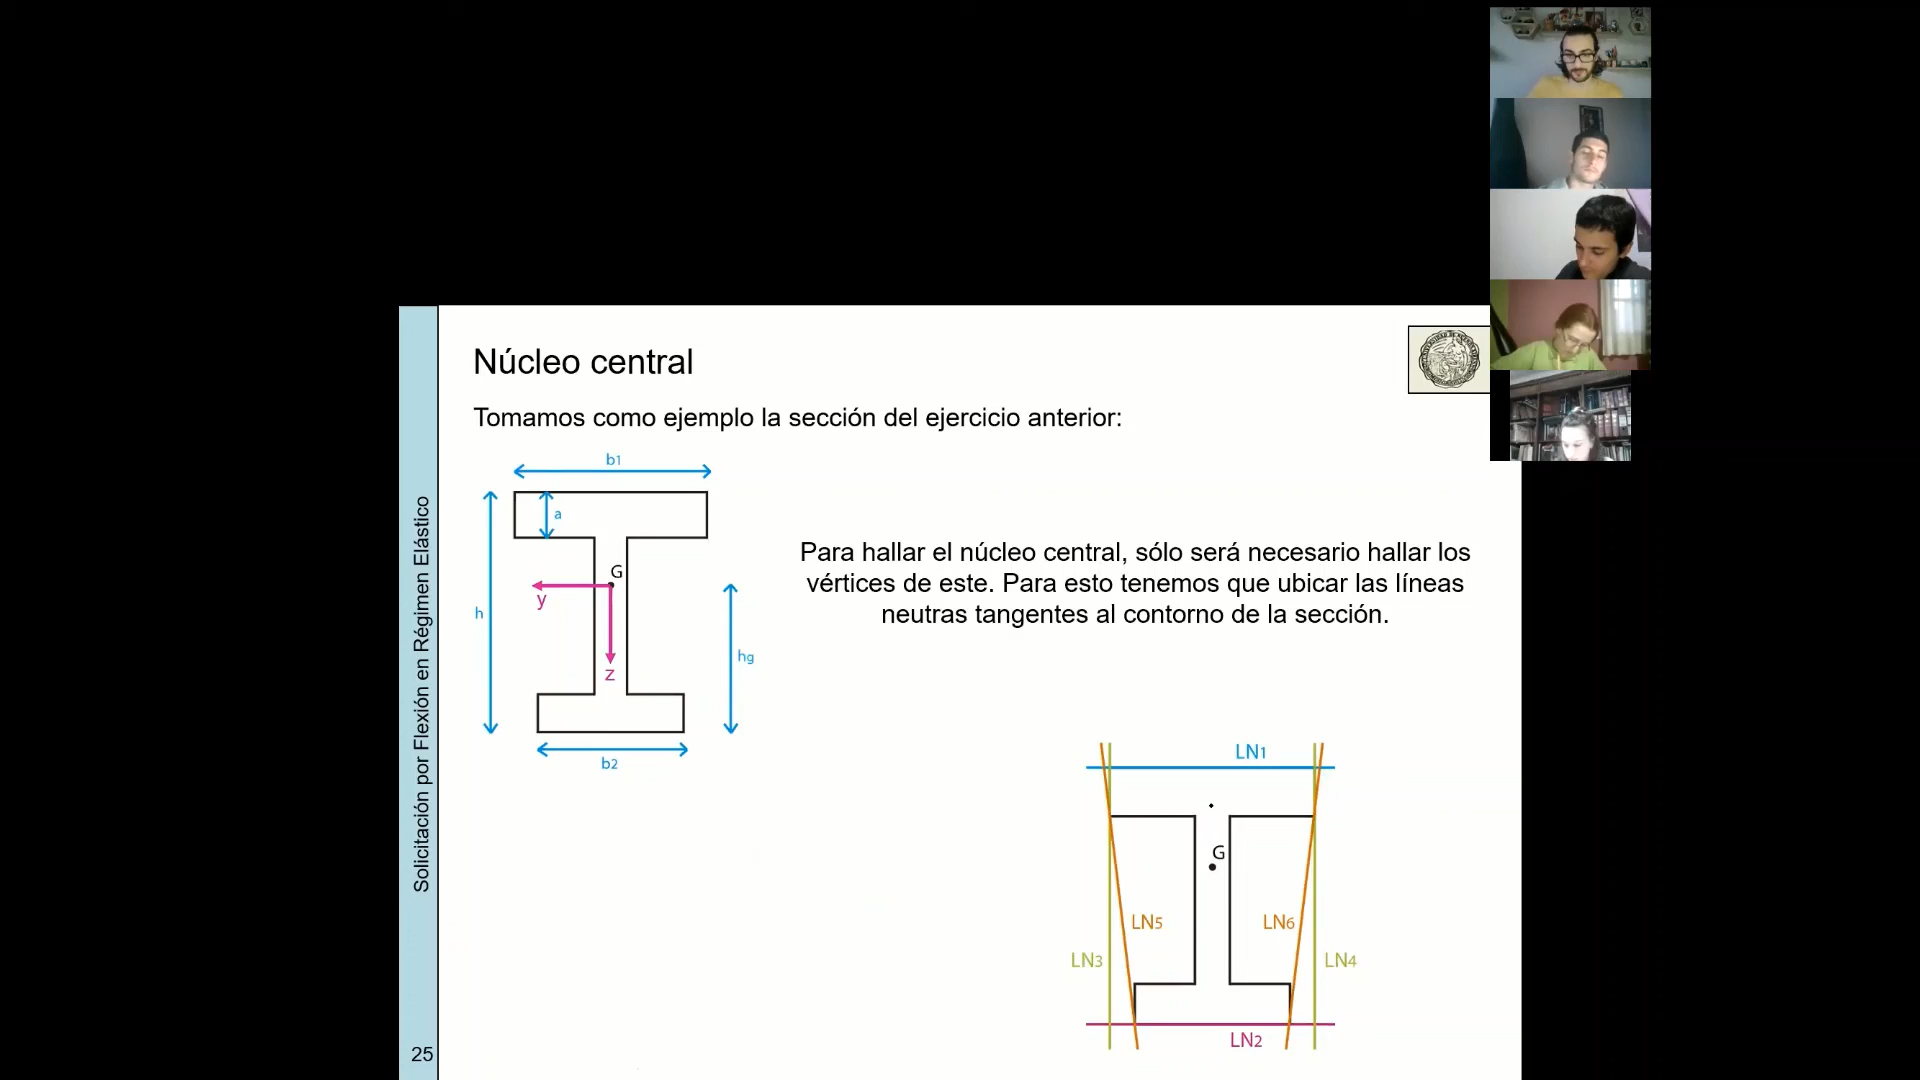 Núcleo central
Tomamos como ejemplo la sección del ejercicio anterior:
b1
a
G
y
h
hg
z
b2
Para hallar el núcleo central, sólo será necesario hallar los
vértices de este. Para esto tenemos que ubicar las líneas
neutras tangentes al contorno de la sección.
LN1
G
LN5
LN6
LN3
LN4
LN2
Solicitación por Flexión en Régimen Elástico
25